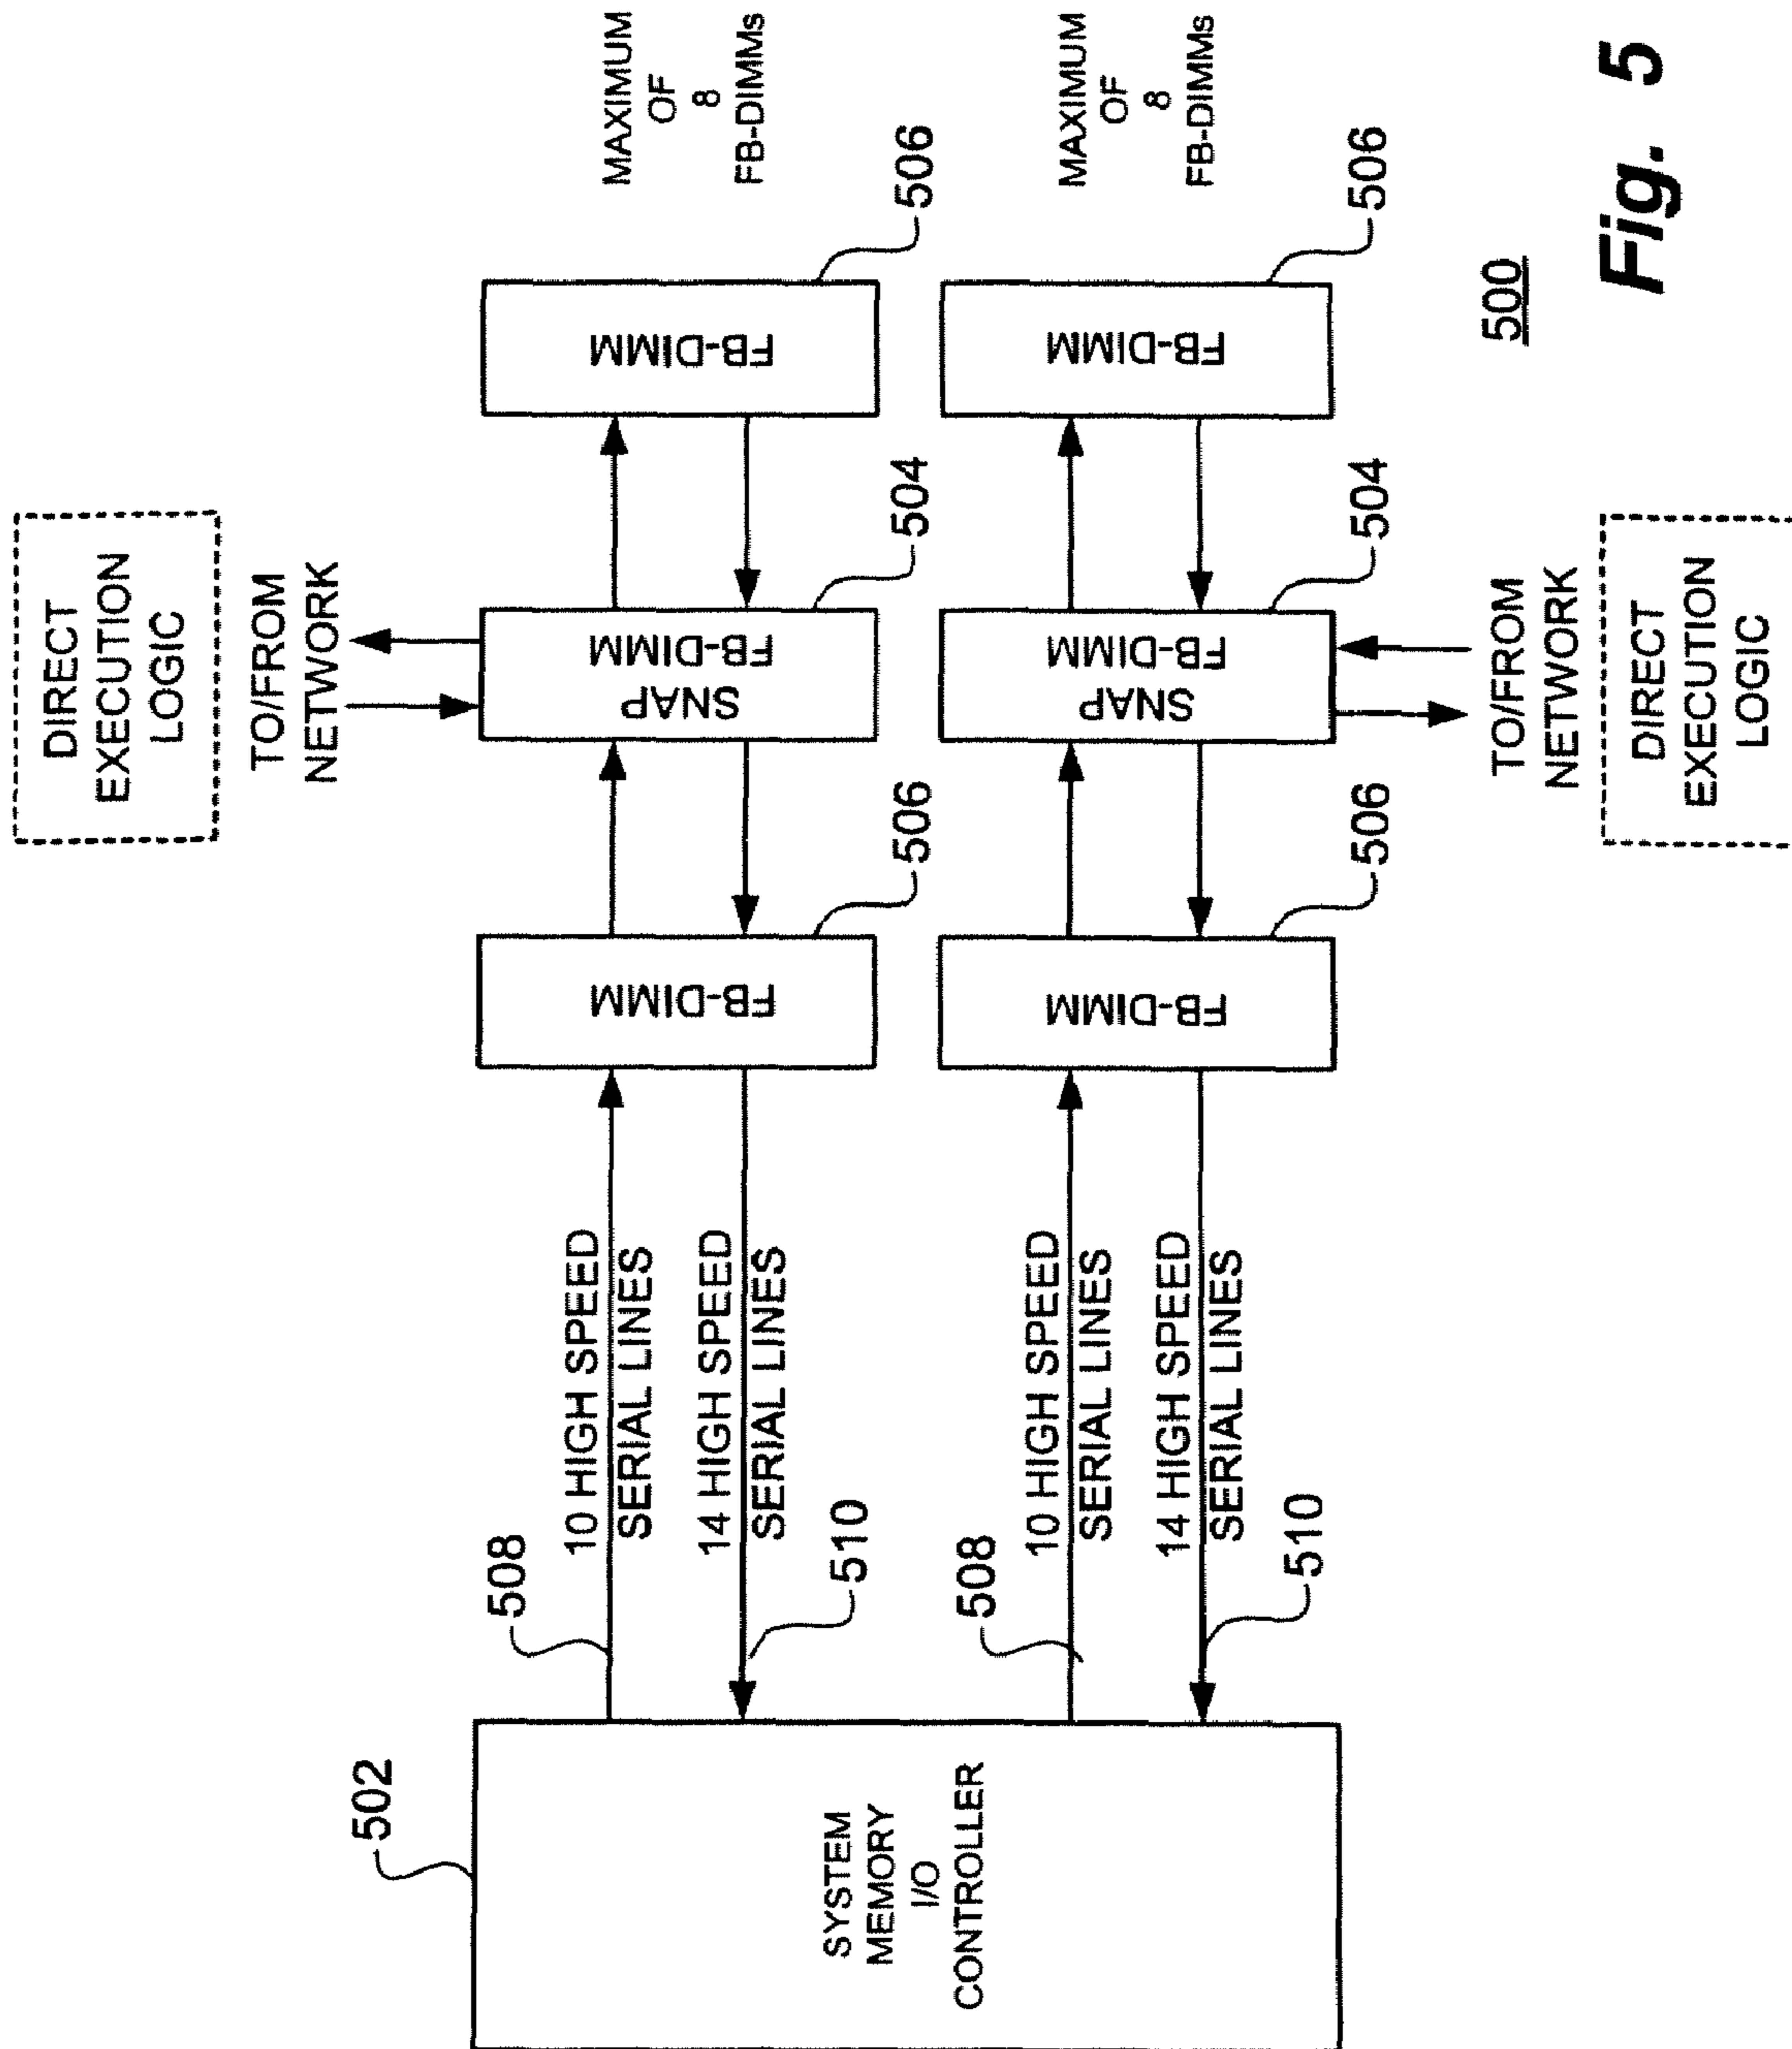 DIRECT
EXECUTION
LOGIC
TO/FROM
NETWORK
502
SYSTEM
MEMORY
I/O
CONTROLLER
508
10 HIGH SPEED
SERIAL LINES
14 HIGH SPEED
SERIAL LINES
510
FB-DIMM
506
SNAP
FB-DIMM
504
FB-DIMM
506
MAXIMUM
OF
8
FB-DIMMs
508
10 HIGH SPEED
SERIAL LINES
14 HIGH SPEED
SERIAL LINES
510
FB-DIMM
506
SNAP
FB-DIMM
504
FB-DIMM
506
MAXIMUM
OF
8
FB-DIMMs
TO/FROM
NETWORK
DIRECT
EXECUTION
LOGIC
500
Fig. 5